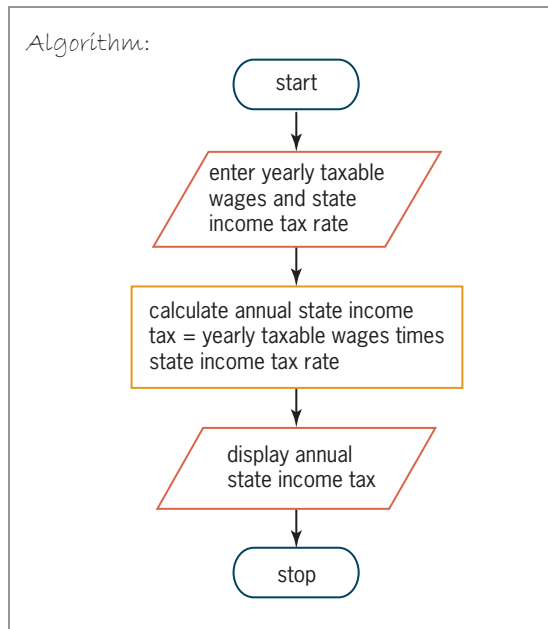 Algorithm:
start
enter yearly taxable
wages and state
income tax rate
calculate annual state income
tax = yearly taxable wages times
state income tax rate
display annual
state income tax
stop